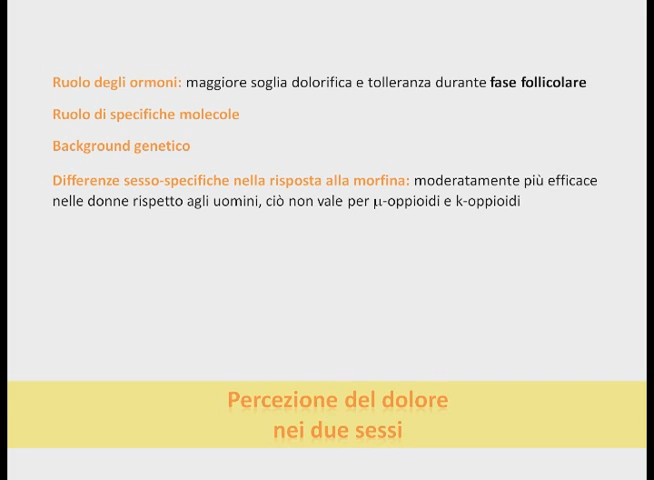 Ruolo degli ormoni: maggiore soglia dolorifica e tolleranza durante fase follicolare
Ruolo di specifiche molecole
Background genetico
Differenze sesso-specifiche nella risposta alla morfina: moderatamente più efficace
nelle donne rispetto agli uomini, ciò non vale per μ-oppioidi e k-oppioidi
Percezione del dolore
nei due sessi